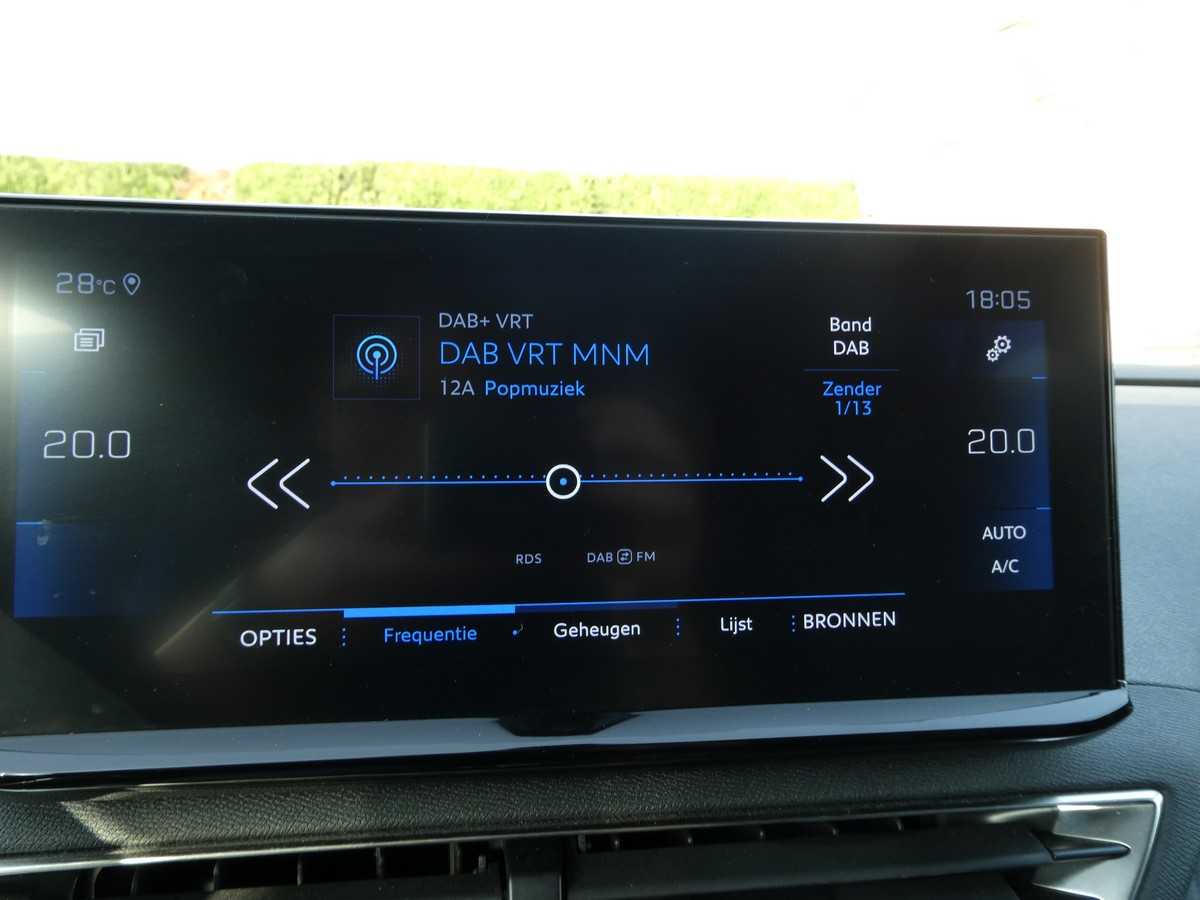 28°C
18:05
DAB+ VRT
DAB VRT MNM
12A Popmuziek
Band
DAB
Zender
1/13
20.0
20.0
RDS
DAB FM
AUTO
A/C
OPTIES
Frequentie
Geheugen
Lijst
BRONNEN